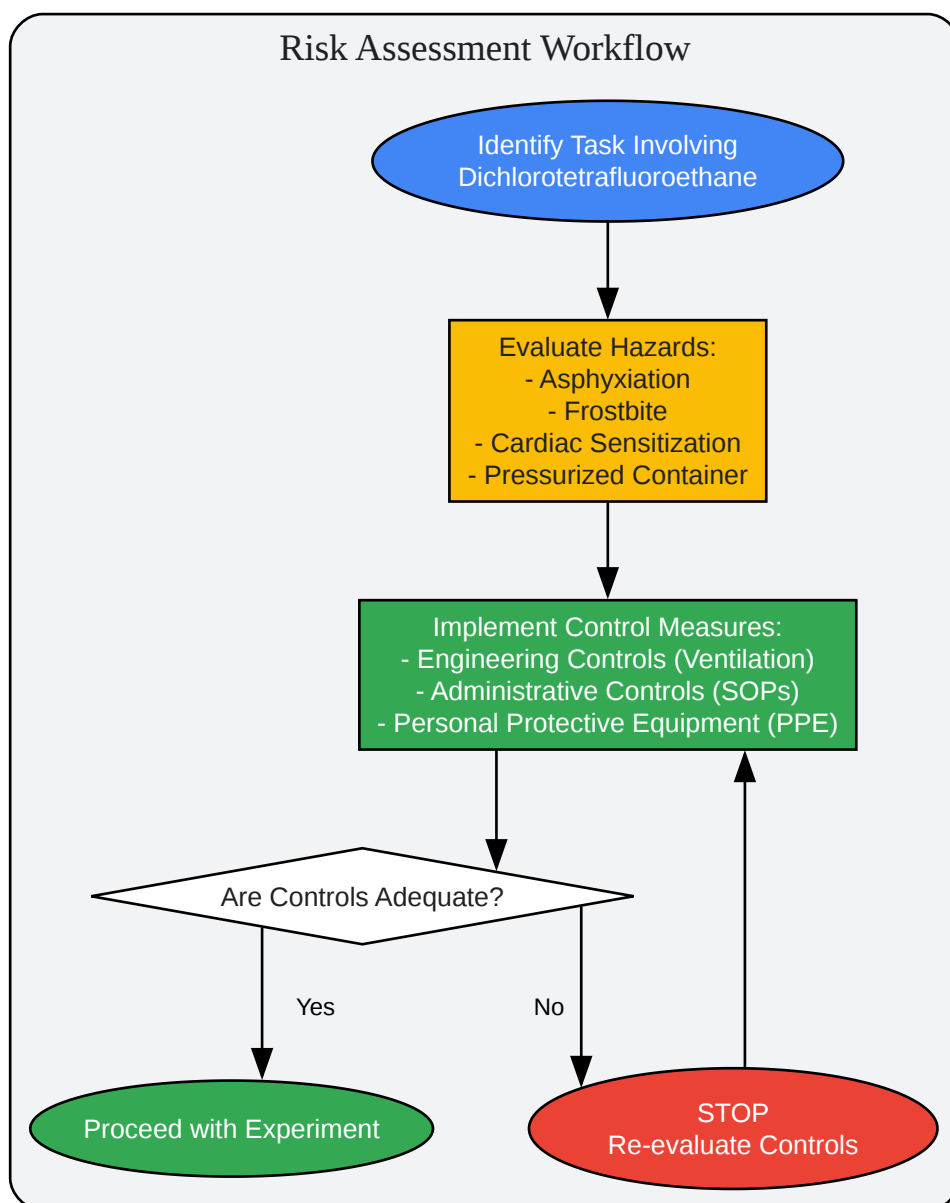 Risk Assessment Workflow
Identify Task Involving
Dichlorotetrafluoroethane
Evaluate Hazards:
- Asphyxiation
- Frostbite
- Cardiac Sensitization
- Pressurized Container
Implement Control Measures:
- Engineering Controls (Ventilation)
- Administrative Controls (SOPs)
- Personal Protective Equipment (PPE)
Are Controls Adequate?
Yes
No
Proceed with Experiment
STOP
Re-evaluate Controls